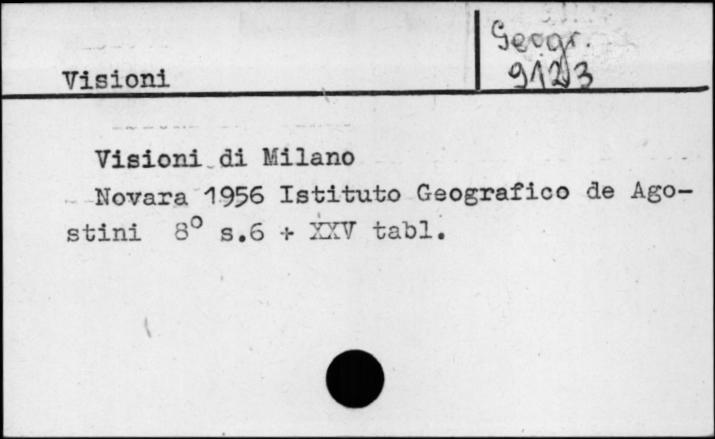 Geogr.
9123
Visioni
Visioni di Milano
Novara 1956 Istituto Geografico de Ago-
stini 8° s.6 + XXV tabl.